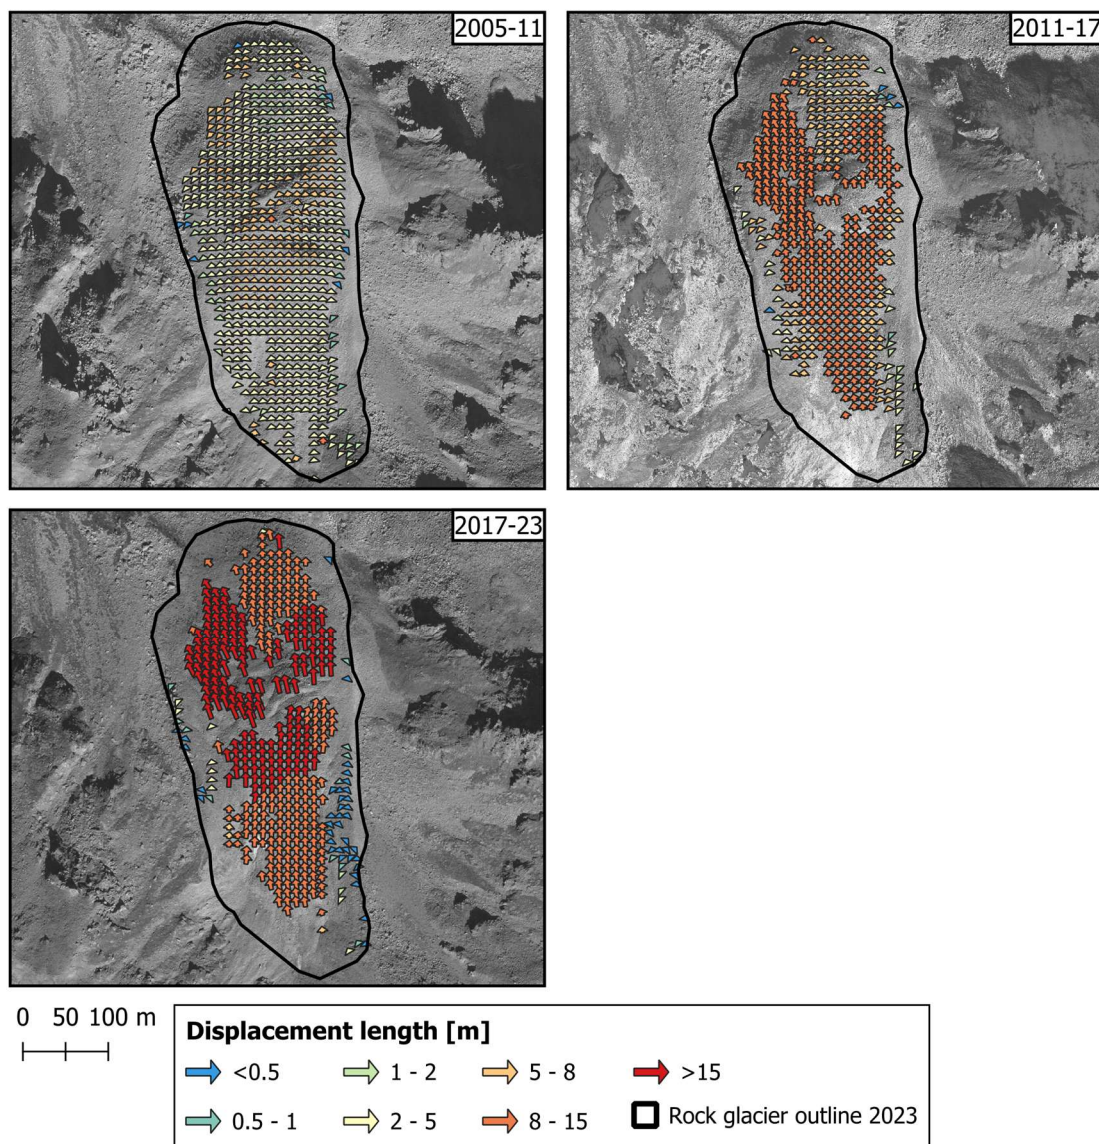 2005-11
2011-17
2017-23
0 50 100 m
Displacement length [m]
<0.5 1 - 2 5 - 8 >15
0.5 - 1 2 - 5 8 - 15 Rock glacier outline 2023